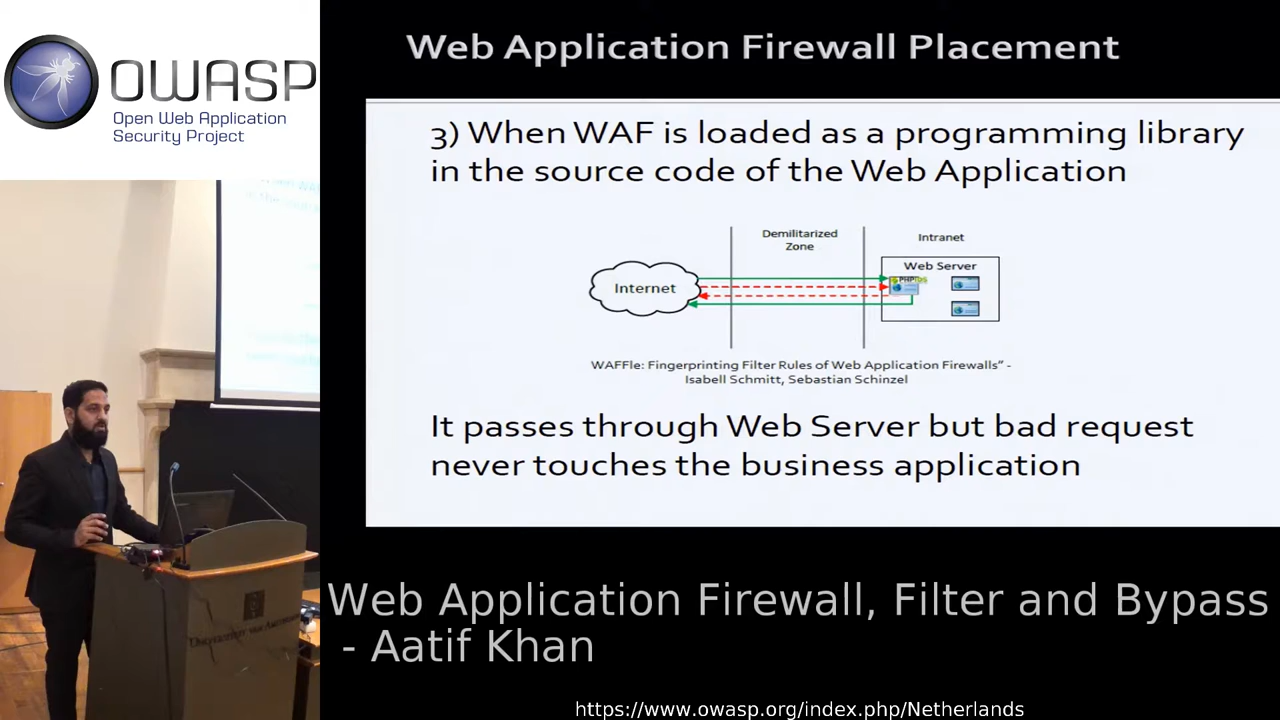 OWASP
Open Web Application
Security Project
Web Application Firewall Placement
3) When WAF is loaded as a programming library
in the source code of the Web Application
Demilitarized
Zone
Intranet
Web Server
PHP
Internet
WAFFle: Fingerprinting Filter Rules of Web Application Firewalls” -
Isabell Schmitt, Sebastian Schinzel
It passes through Web Server but bad request
never touches the business application
Web Application Firewall, Filter and Bypass
- Aatif Khan
https://www.owasp.org/index.php/Netherlands